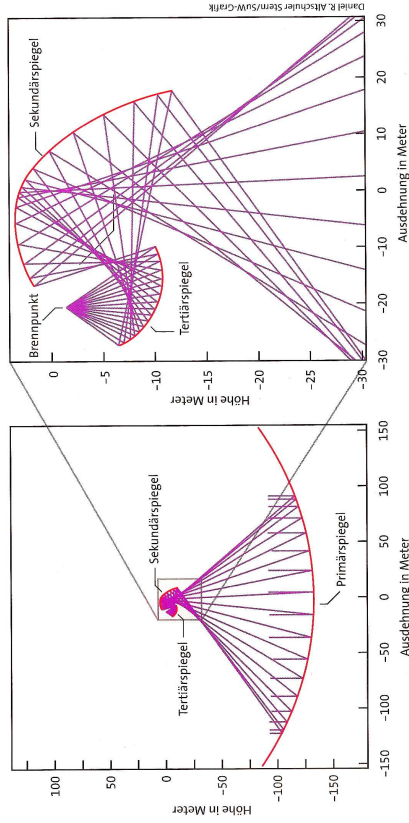 Höhe in Meter
100
50
0
-50
-100
-150
Sekundärspiegel
Tertiärspiegel
Primärspiegel
-150
-100
-50
0
50
100
150
Ausdehnung in Meter
Höhe in Meter
0
-5
-10
-15
-20
-25
-30
Brennpunkt
Sekundärspiegel
Tertiärspiegel
-30
-20
-10
0
10
20
30
Ausdehnung in Meter
Daniel R. Altschuler Stern/SuW-Grafik